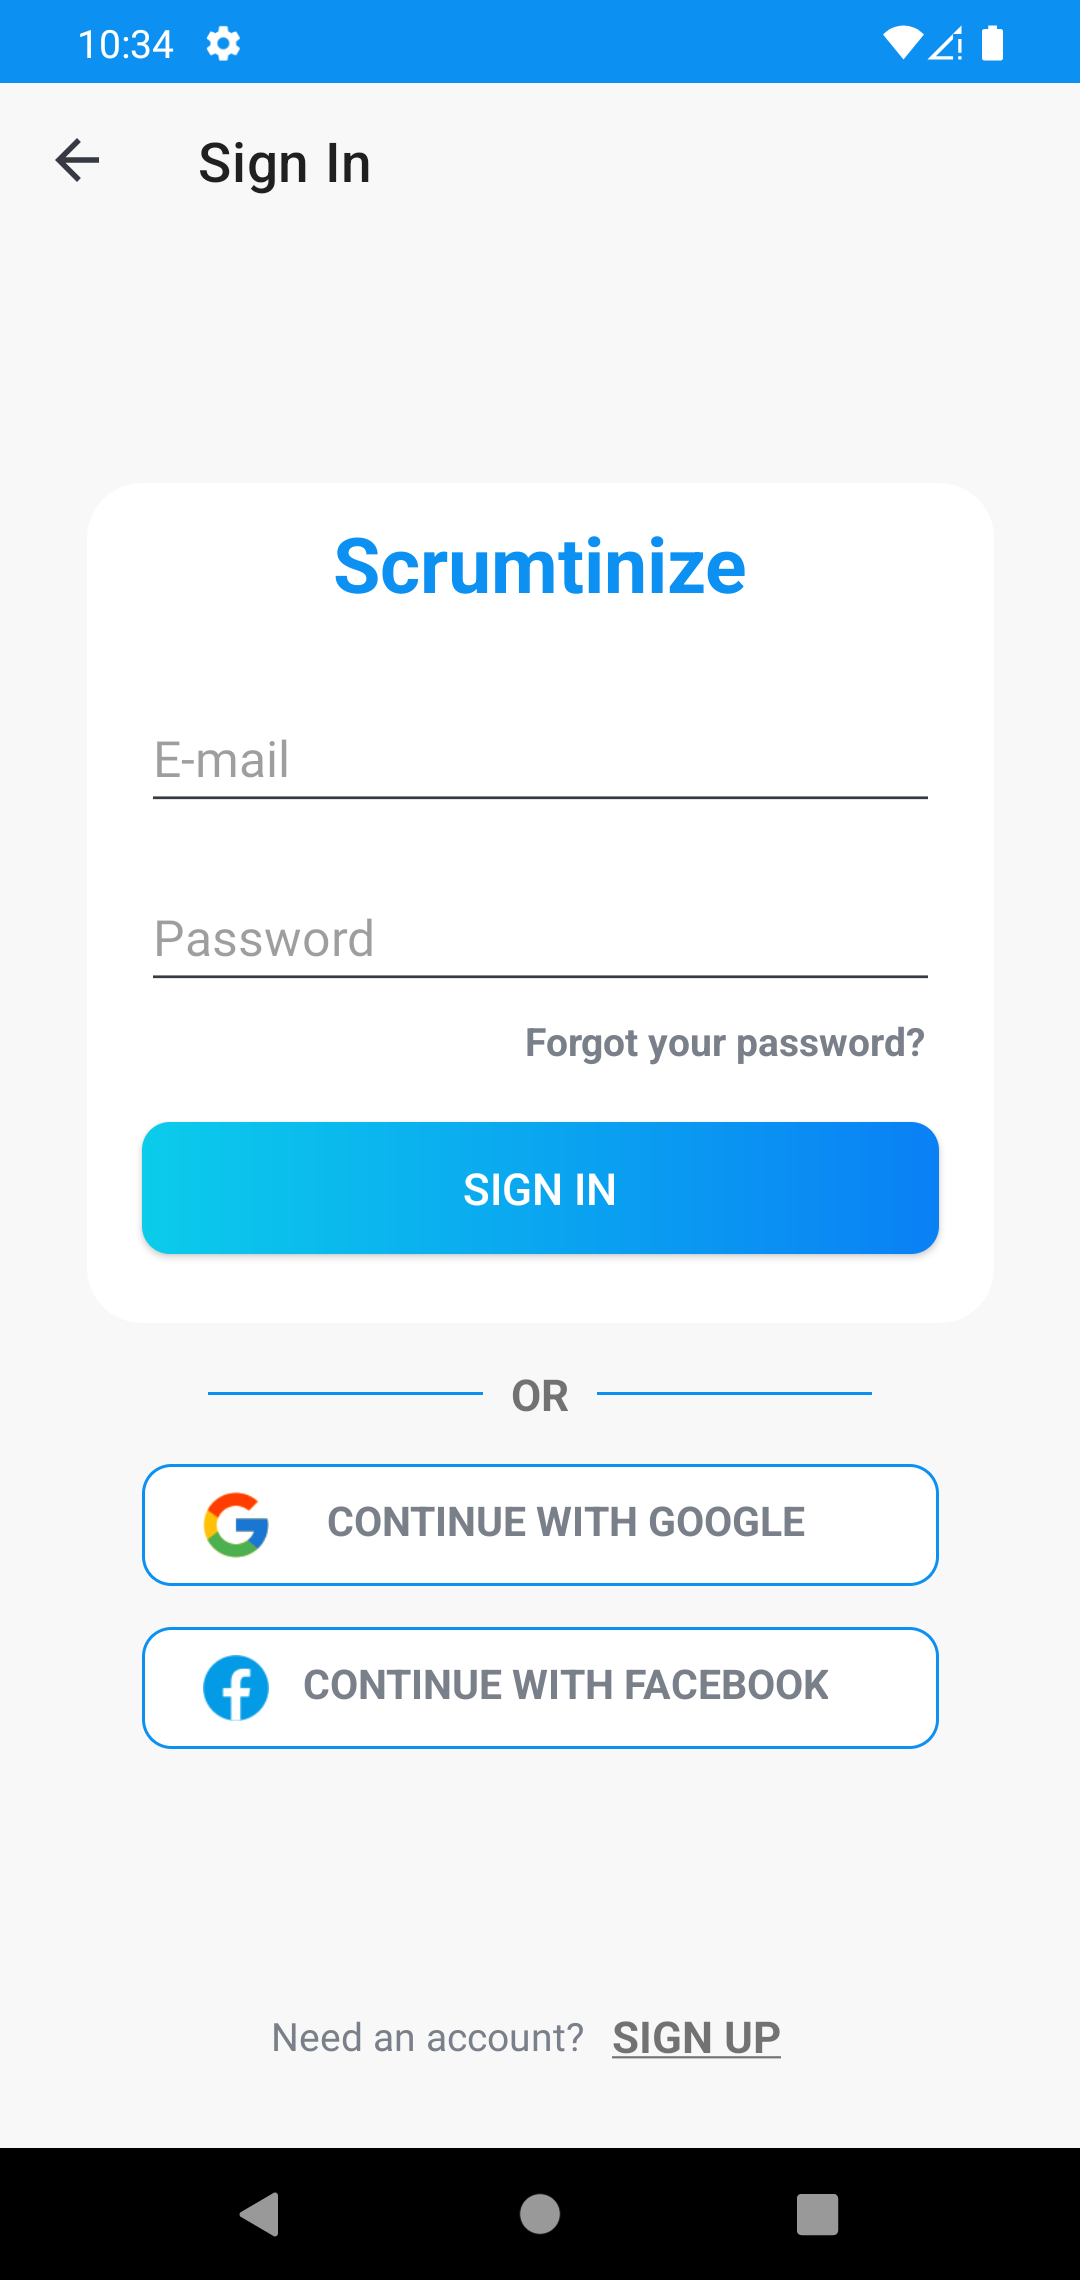 10:34
Sign In
Scrumtinize
E-mail
Password
Forgot your password?
SIGN IN
OR
CONTINUE WITH GOOGLE
CONTINUE WITH FACEBOOK
Need an account? SIGN UP